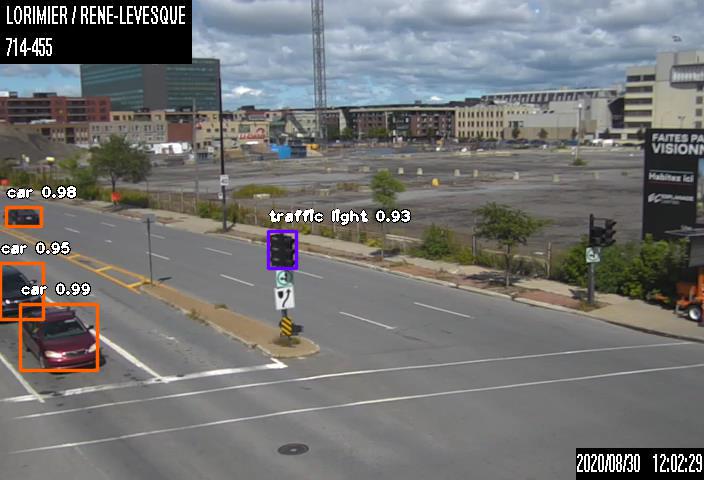 LORIMIER / RENE-LEVESQUE
714-455
car 0.98
traffic light 0.93
car 0.95
car 0.99
FAITES PA
VISIONN
Habitez ici
ESPLANADE
2020/08/30 12:02:29